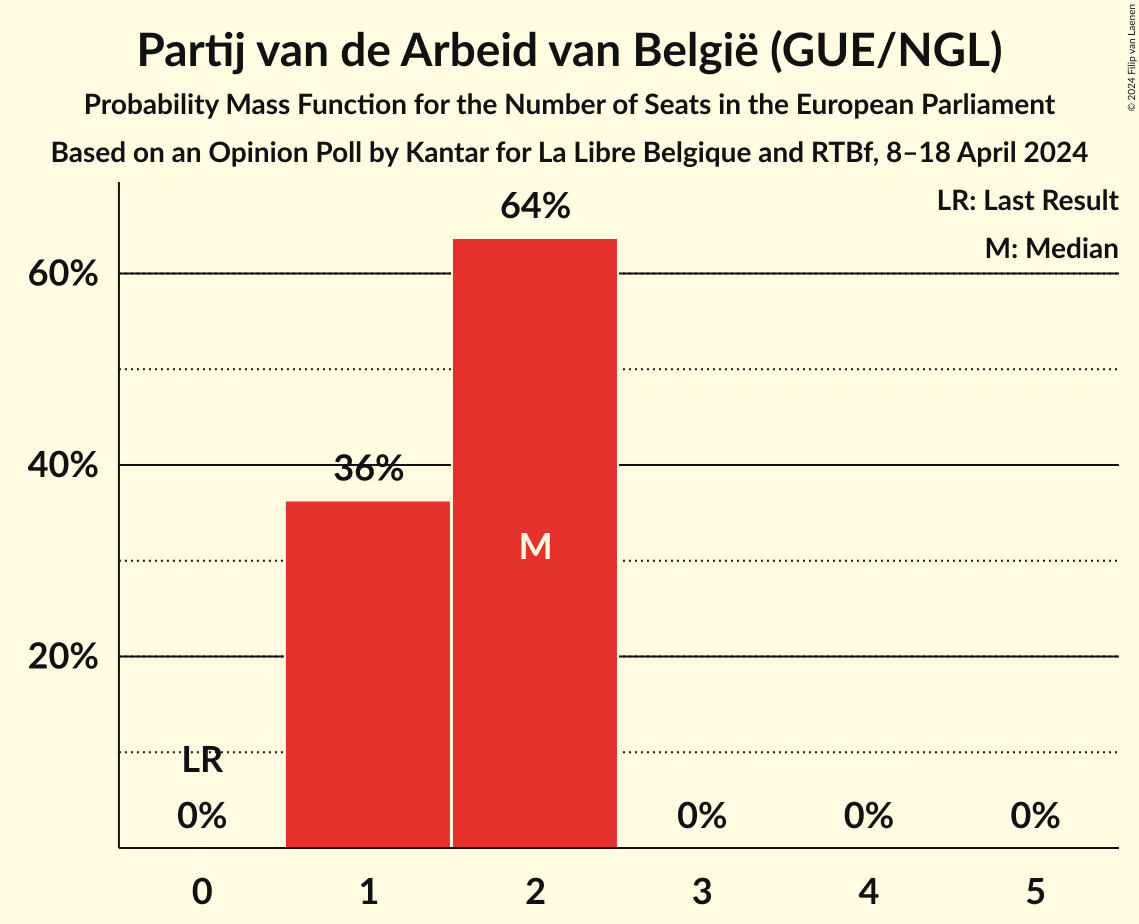 Partij van de Arbeid van België (GUE/NGL)
Probability Mass Function for the Number of Seats in the European Parliament
Based on an Opinion Poll by Kantar for La Libre Belgique and RTBf, 8–18 April 2024
© 2024 Filip van Laenen
LR: Last Result
M: Median
64%
60%
40%
36%
M
20%
LR
0%
0%
0%
0%
0 1 2 3 4 5